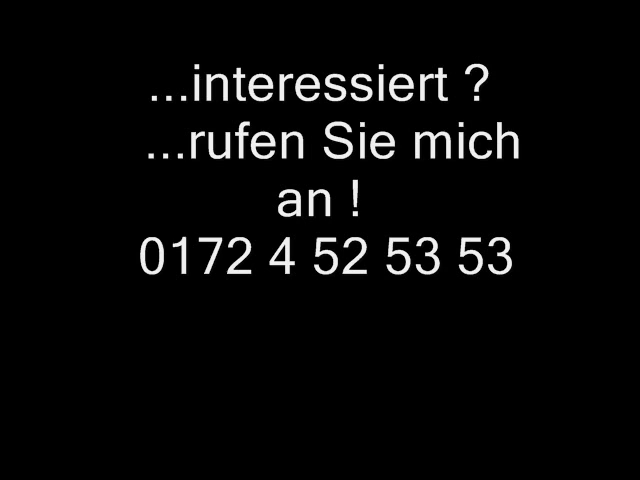 ...interessiert ?
...rufen Sie mich
an !
0172 4 52 53 53